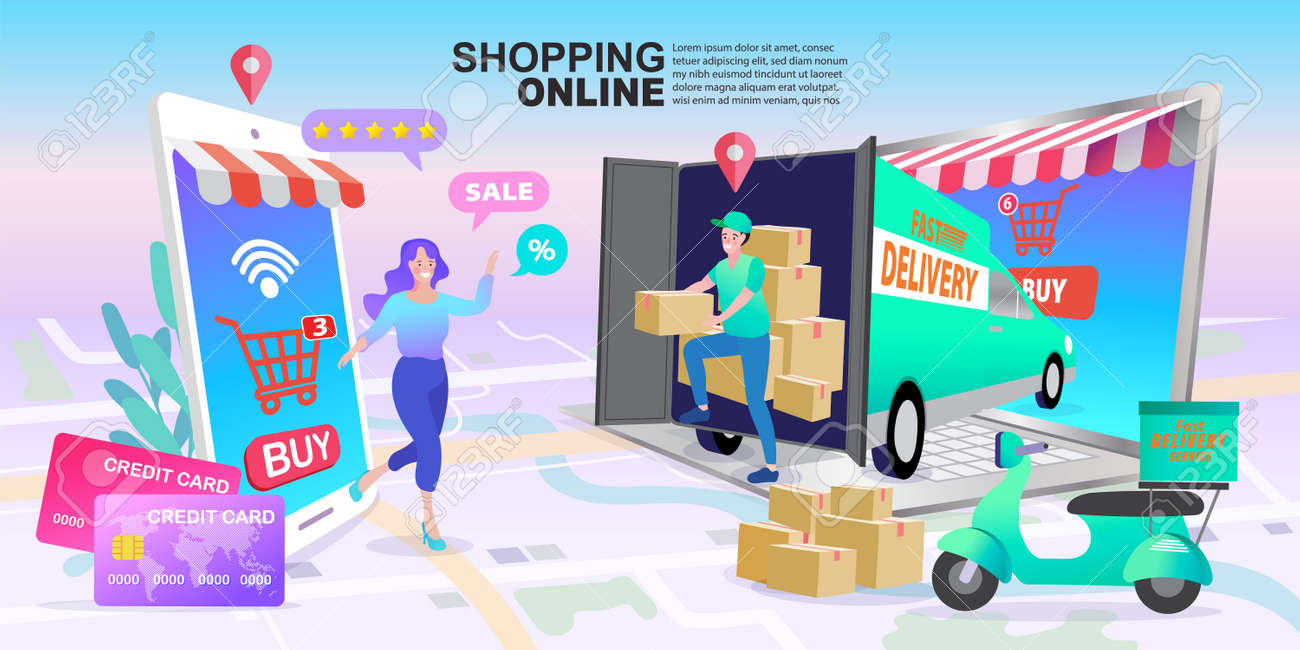 SHOPPING
ONLINE
Lorem ipsum dolor sit amet, consec
tetuer adipiscing elit, sed diam nonum
my nibh euismod tincidunt ut laoreet
dolore magna aliquam erat volutpat.
wisi enim ad minim veniam, quis nos
SALE
%
3
BUY
CREDIT CARD
0000
CREDIT CARD
0000 0000 0000 0000
FAST
DELIVERY
6
BUY
Fast
DELIVERY
SERVICE
123RF